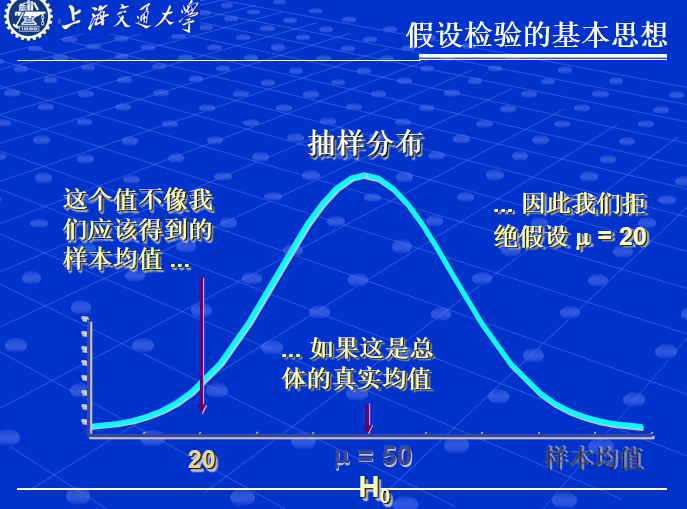 上海交通大学
假设检验的基本思想
抽样分布
这个值不像我
们应该得到的
样本均值 ...
... 因此我们拒
绝假设 μ = 20
... 如果这是总
体的真实均值
20
μ = 50
样本均值
H0